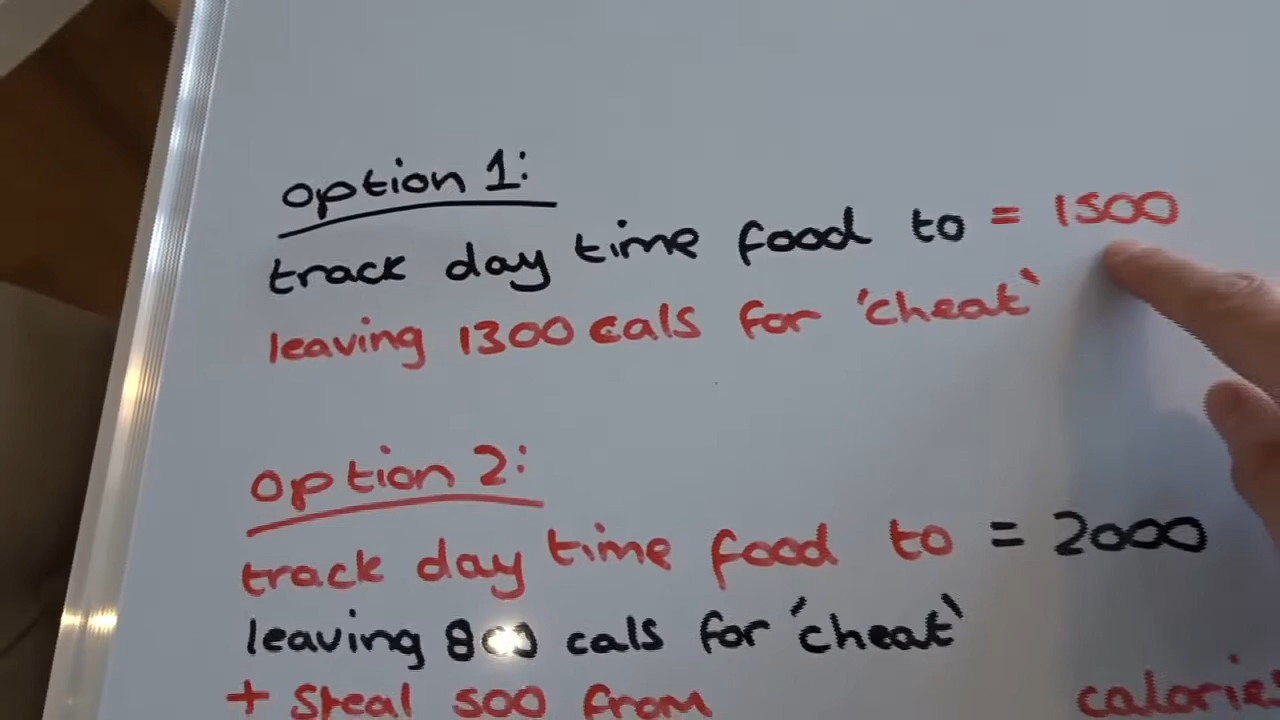 option 1:
track day time food to = 1500
leaving 1300 cals for 'cheat'
option 2:
track day time food to = 2000
leaving 800 cals for 'cheat'
+ steal 500 from